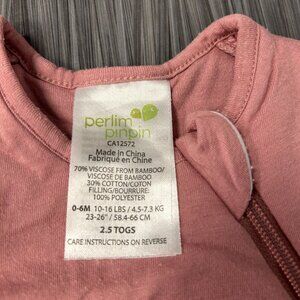 perlim
pinpin
CA12572
Made in China
Fabriqué en Chine
70% VISCOSE FROM BAMBOO/
VISCOSE DE BAMBOU
30% COTTON/COTON
FILLING/BOURRURE:
100% POLYESTER
0-6M 10-16 LBS / 4.5-7.3 KG
23-26" / 58.4-66 CM
2.5 TOGS
CARE INSTRUCTIONS ON REVERSE